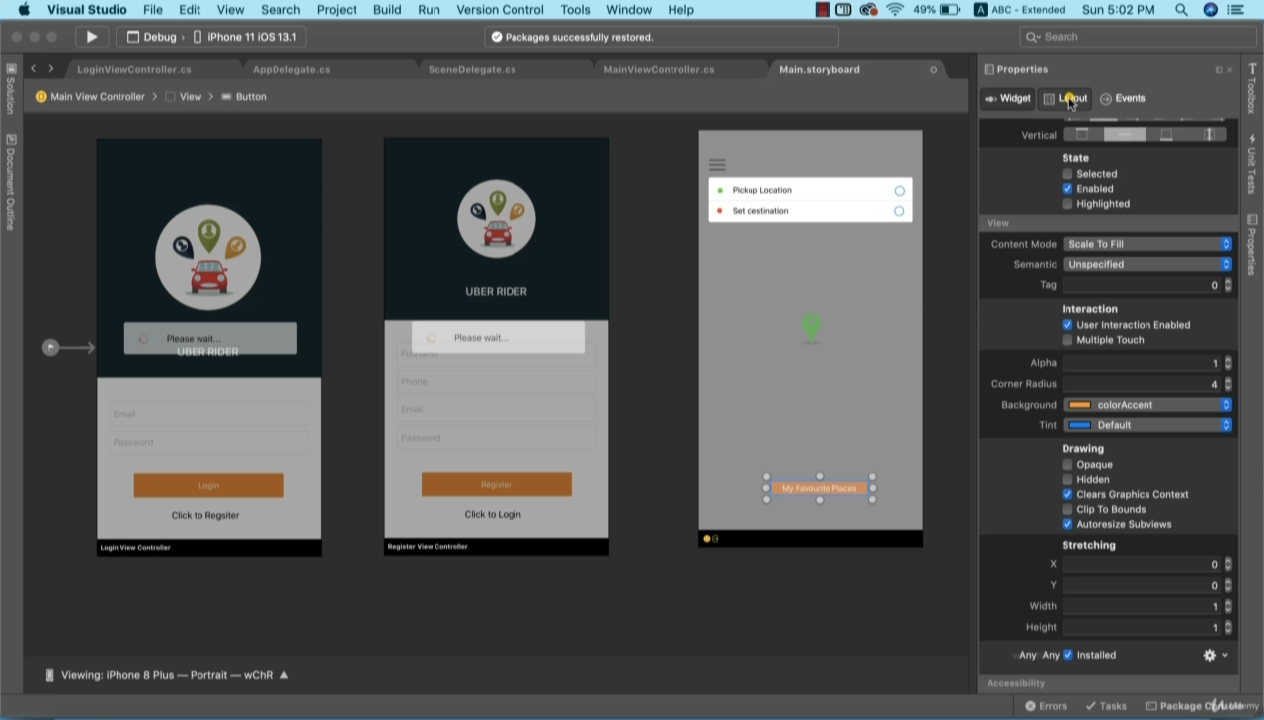 Visual Studio File Edit View Search Project Build Run Version Control Tools Window Help 49% A ABC - Extended Sun 5:02 PM
Debug › iPhone 11 iOS 13.1 Packages successfully restored. Search
LoginViewController.cs AppDelegate.cs SceneDelegate.cs MainViewController.cs Main.storyboard Properties
Main View Controller > View > Button
Widget Layout Events
Solution
Document Outline
Toolbox
Unit Tests
Properties
Please wait...
UBER RIDER
Email
Password
Login
Click to Regsiter
Login View Controller
UBER RIDER
Please wait...
Fullname
Phone
Email
Password
Register
Click to Login
Register View Controller
Pickup Location
Set cestination
My Favourite Places
Vertical
State
Selected
Enabled
Highlighted
View
Content Mode Scale To Fill
Semantic Unspecified
Tag 0
Interaction
User Interaction Enabled
Multiple Touch
Alpha 1
Corner Radius 4
Background colorAccent
Tint Default
Drawing
Opaque
Hidden
Clears Graphics Context
Clip To Bounds
Autoresize Subviews
Stretching
X 0
Y 0
Width 1
Height 1
Any Any Installed
Accessibility
Viewing: iPhone 8 Plus — Portrait — wChR
Errors Tasks Package